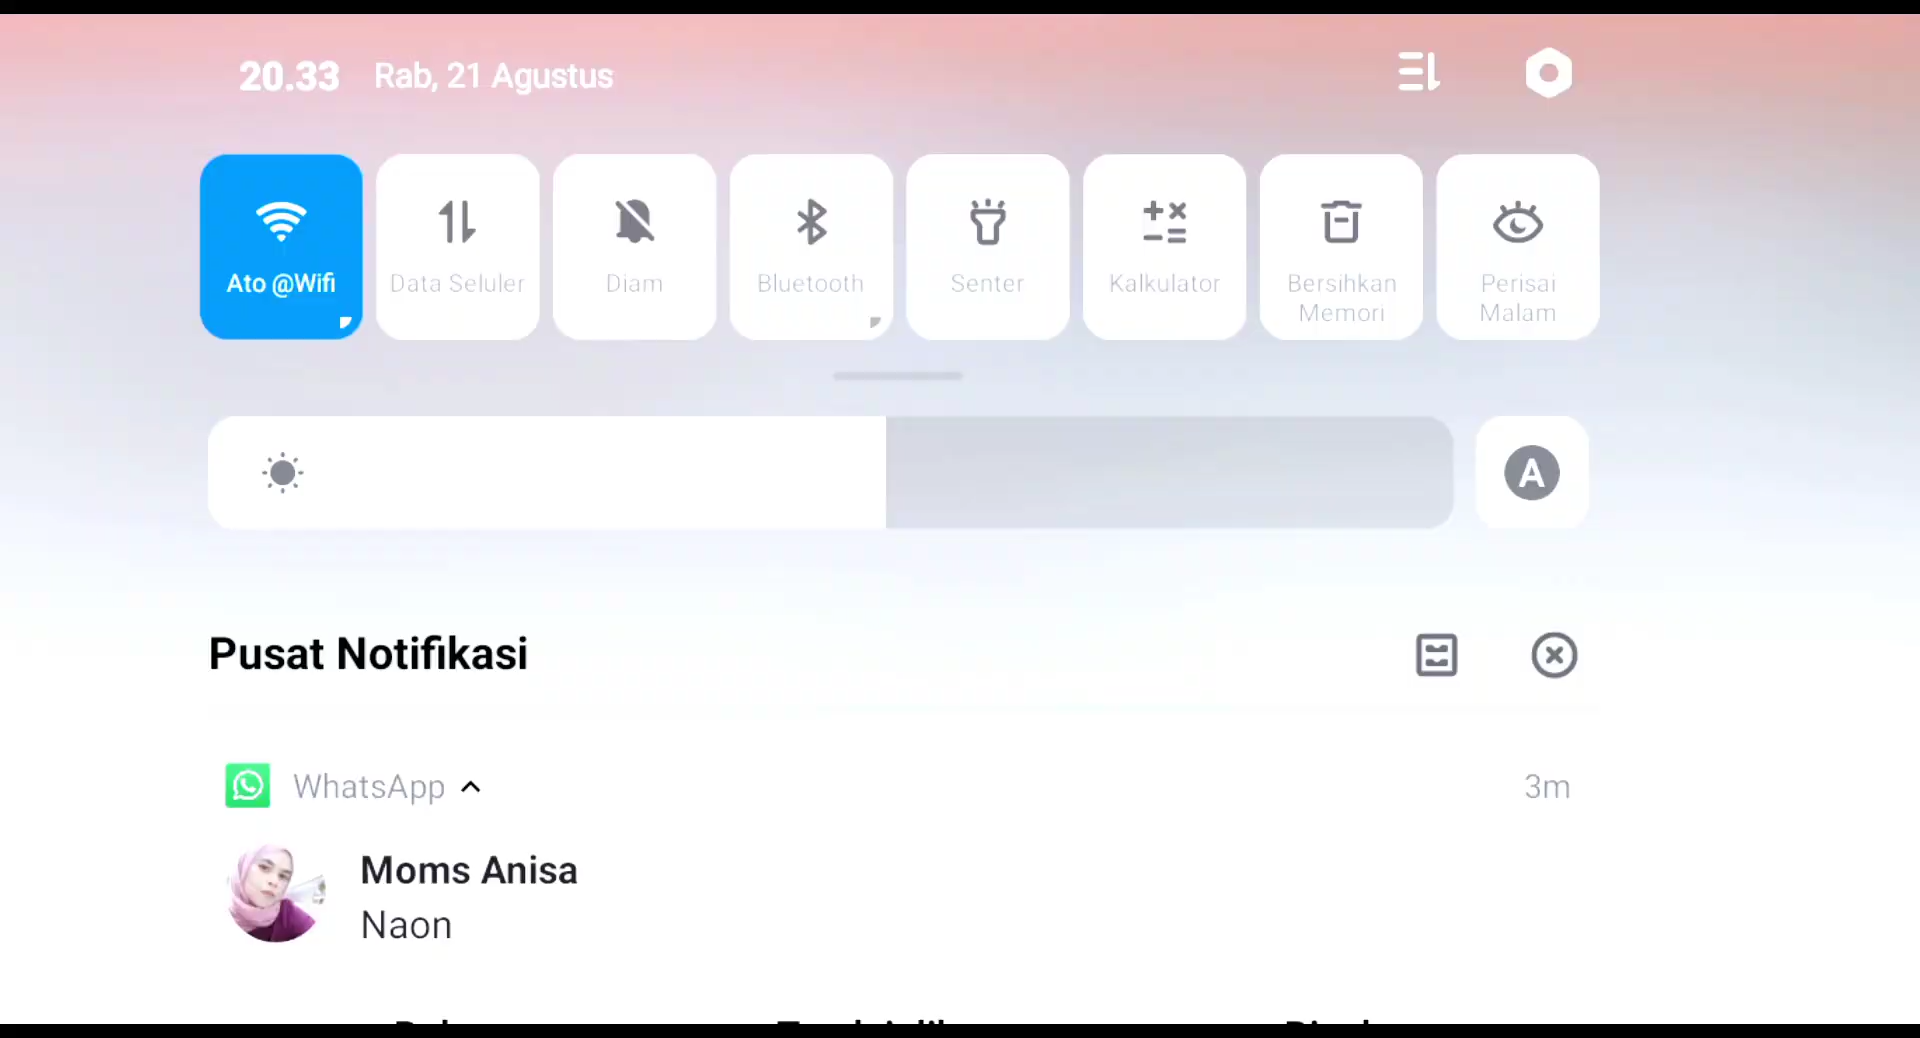 20.33 Rab, 21 Agustus
Ato @Wifi
Data Seluler
Diam
Bluetooth
Senter
Kalkulator
Bersihkan
Memori
Perisai
Malam
A
Pusat Notifikasi
WhatsApp 3m
Moms Anisa
Naon